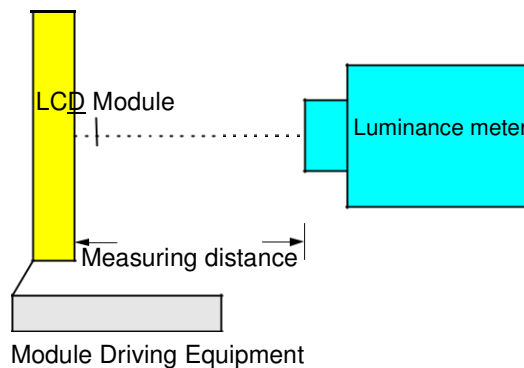 LCD Module
Luminance meter
Measuring distance
Module Driving Equipment